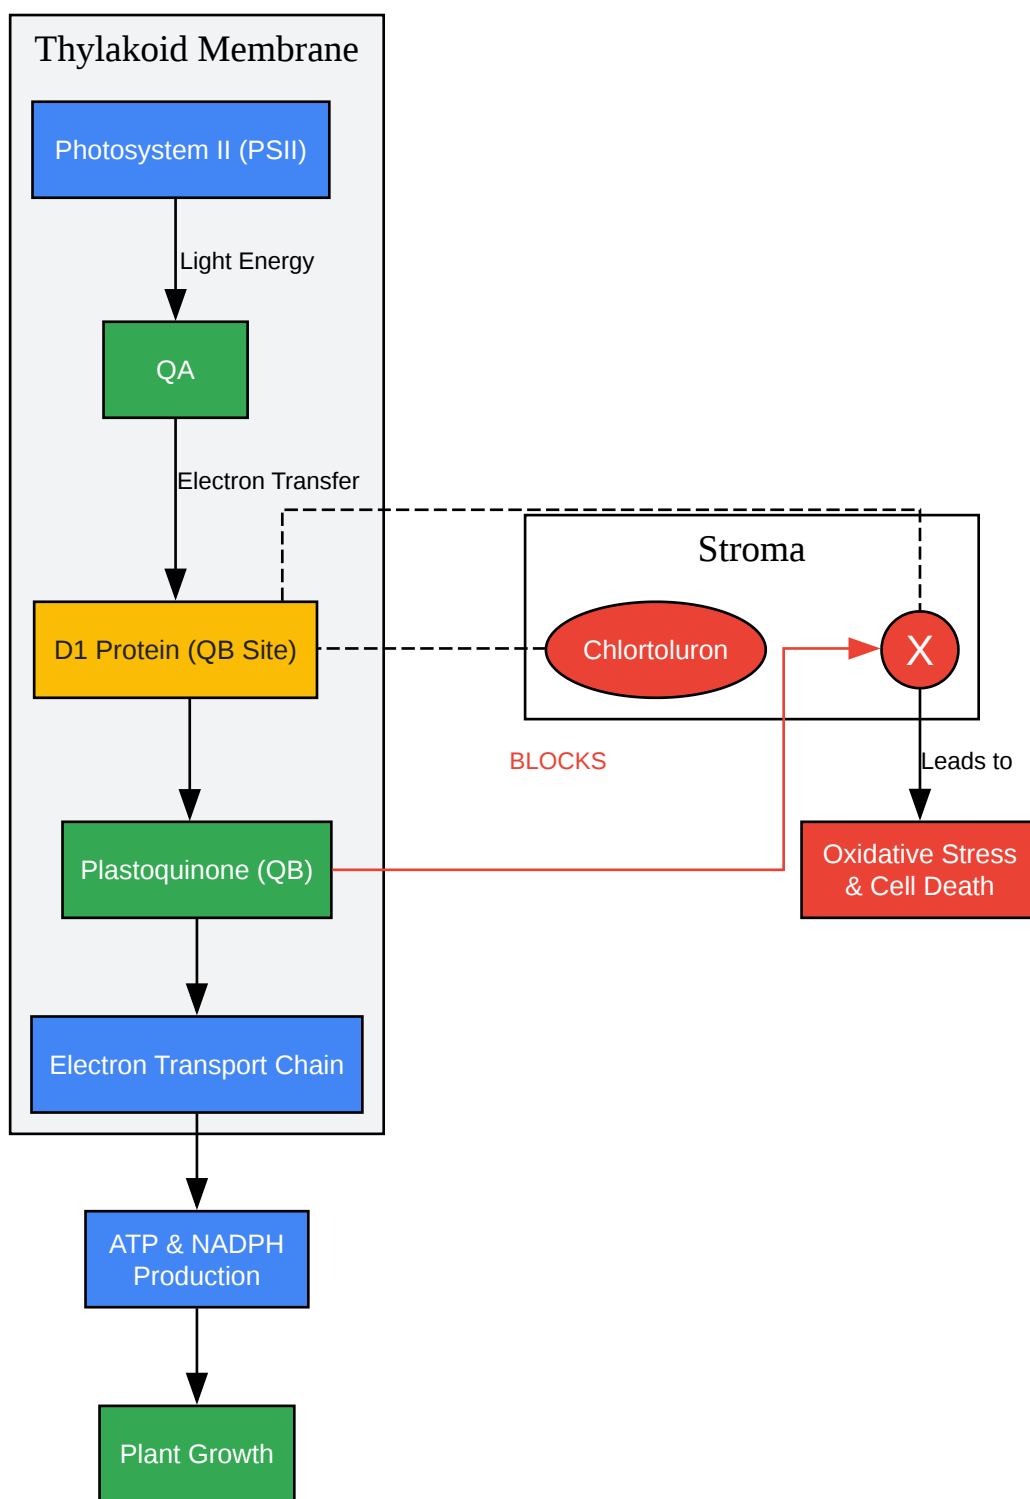 Thylakoid Membrane
Photosystem II (PSII)
Light Energy
QA
Electron Transfer
Stroma
D1 Protein (QB Site)
Chlortoluron
X
BLOCKS
Leads to
Plastoquinone (QB)
Oxidative Stress
& Cell Death
Electron Transport Chain
ATP & NADPH
Production
Plant Growth